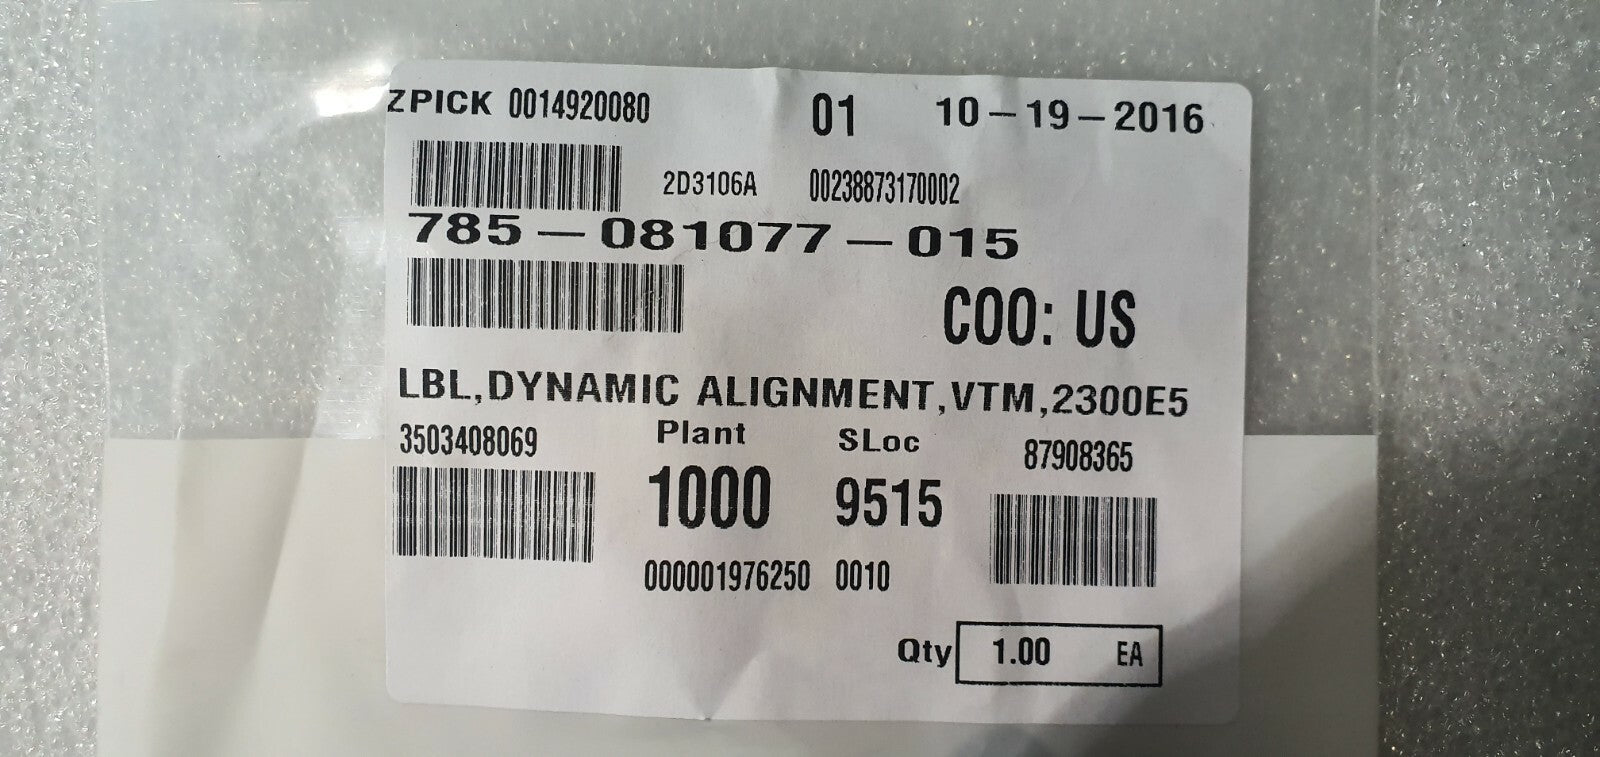 ZPICK 0014920080 01 10-19-2016
2D3106A 00238873170002
785-081077-015
COO: US
LBL,DYNAMIC ALIGNMENT,VTM,2300E5
3503408069 Plant SLoc 87908365
1000 9515
000001976250 0010
Qty 1.00 EA